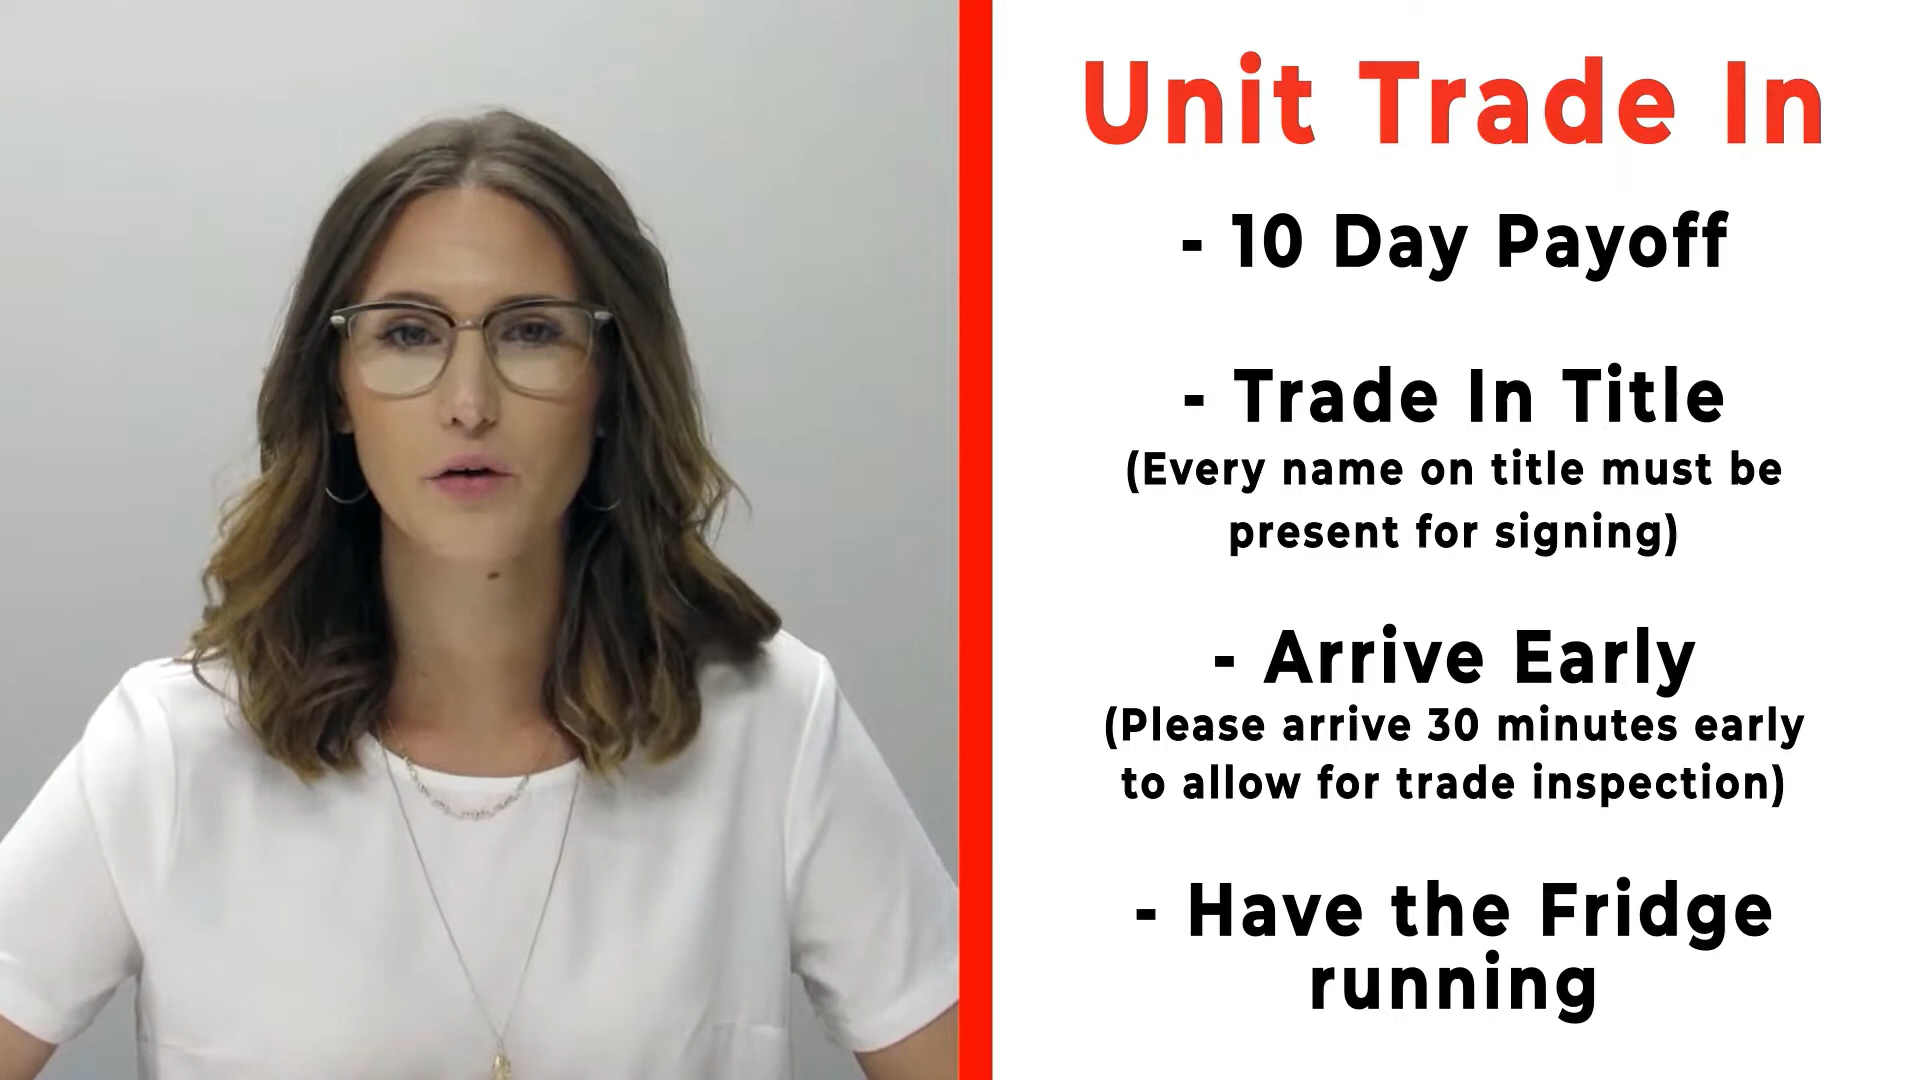 Unit Trade In
- 10 Day Payoff
- Trade In Title
(Every name on title must be
present for signing)
- Arrive Early
(Please arrive 30 minutes early
to allow for trade inspection)
- Have the Fridge
running